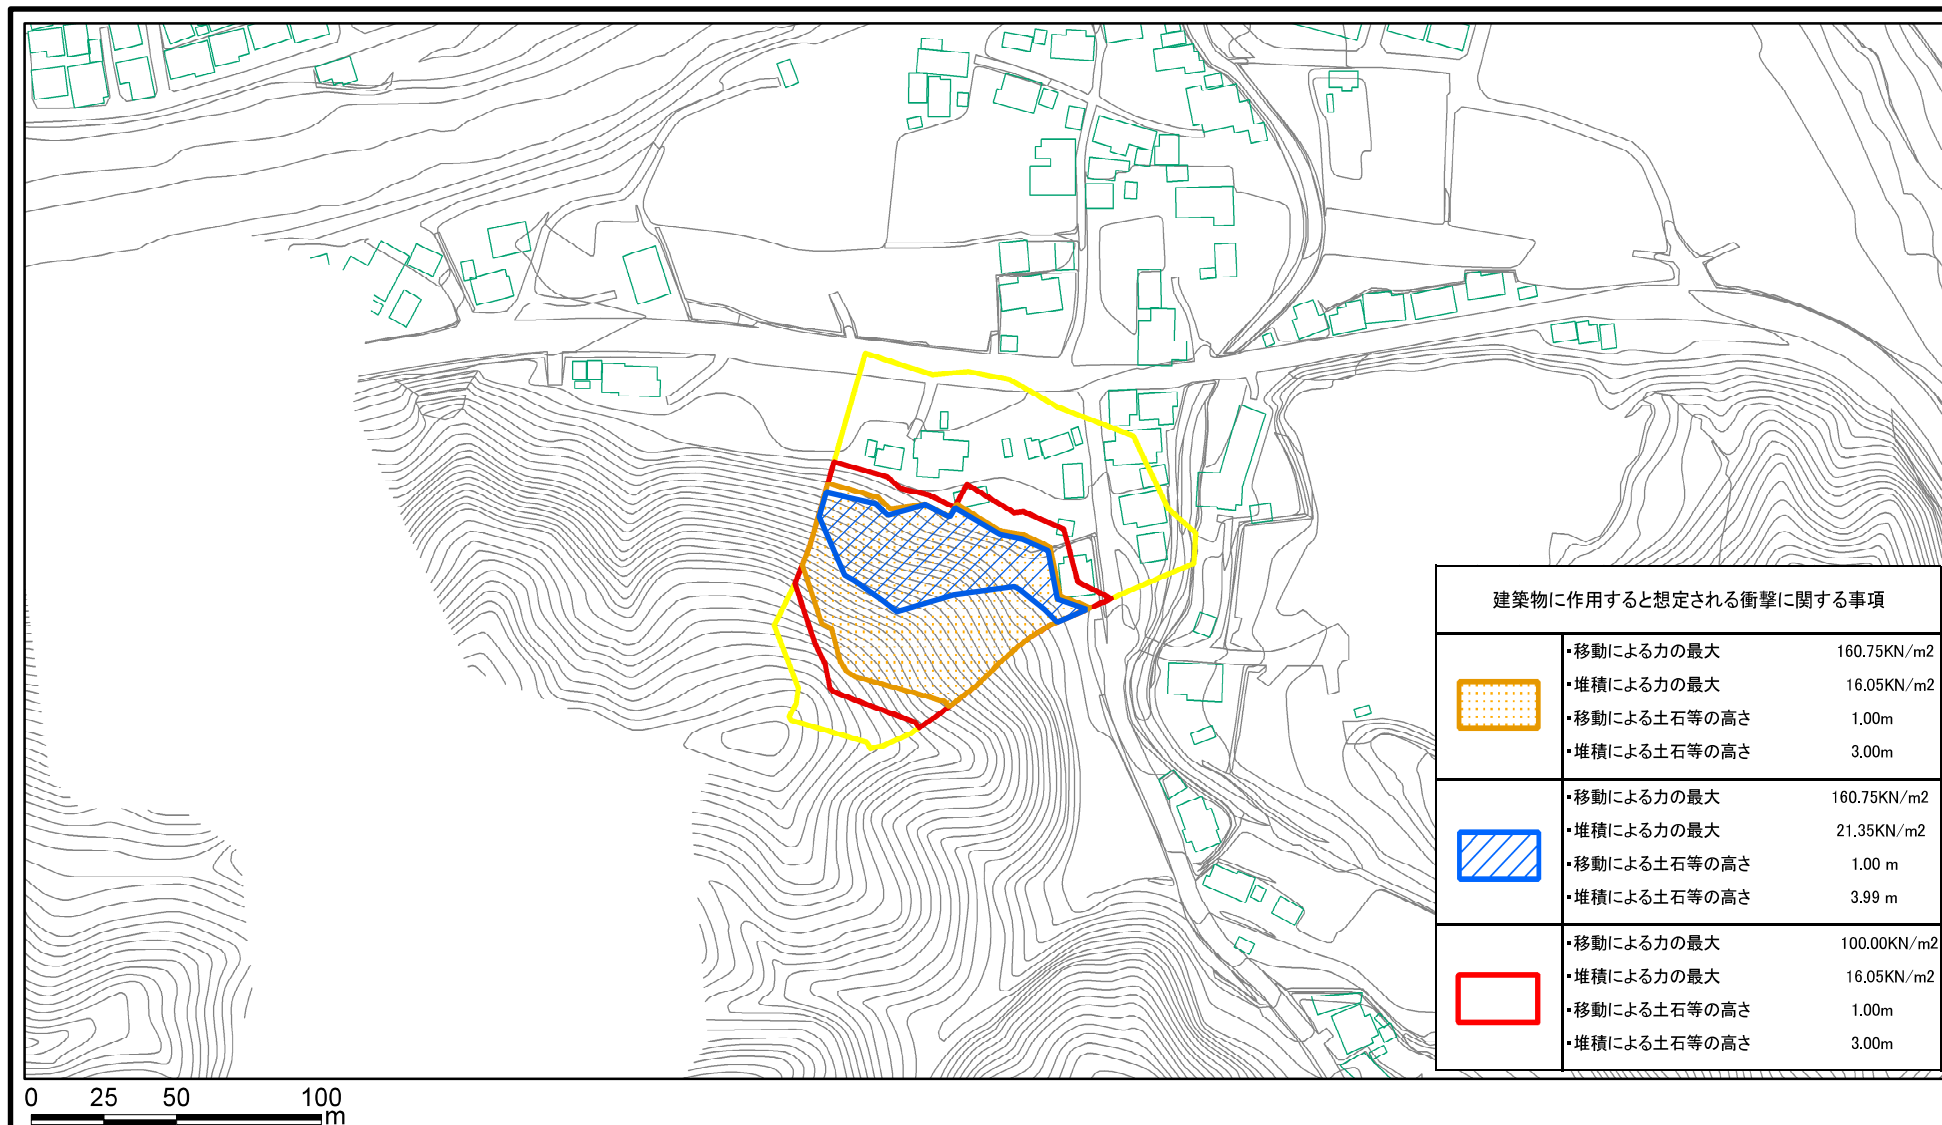 建築物に作用すると想定される衝撃に関する事項
・移動による力の最大 160.75KN/m2
・堆積による力の最大 16.05KN/m2
・移動による土石等の高さ 1.00m
・堆積による土石等の高さ 3.00m
・移動による力の最大 160.75KN/m2
・堆積による力の最大 21.35KN/m2
・移動による土石等の高さ 1.00 m
・堆積による土石等の高さ 3.99 m
・移動による力の最大 100.00KN/m2
・堆積による力の最大 16.05KN/m2
・移動による土石等の高さ 1.00m
・堆積による土石等の高さ 3.00m
0 25 50 100
m